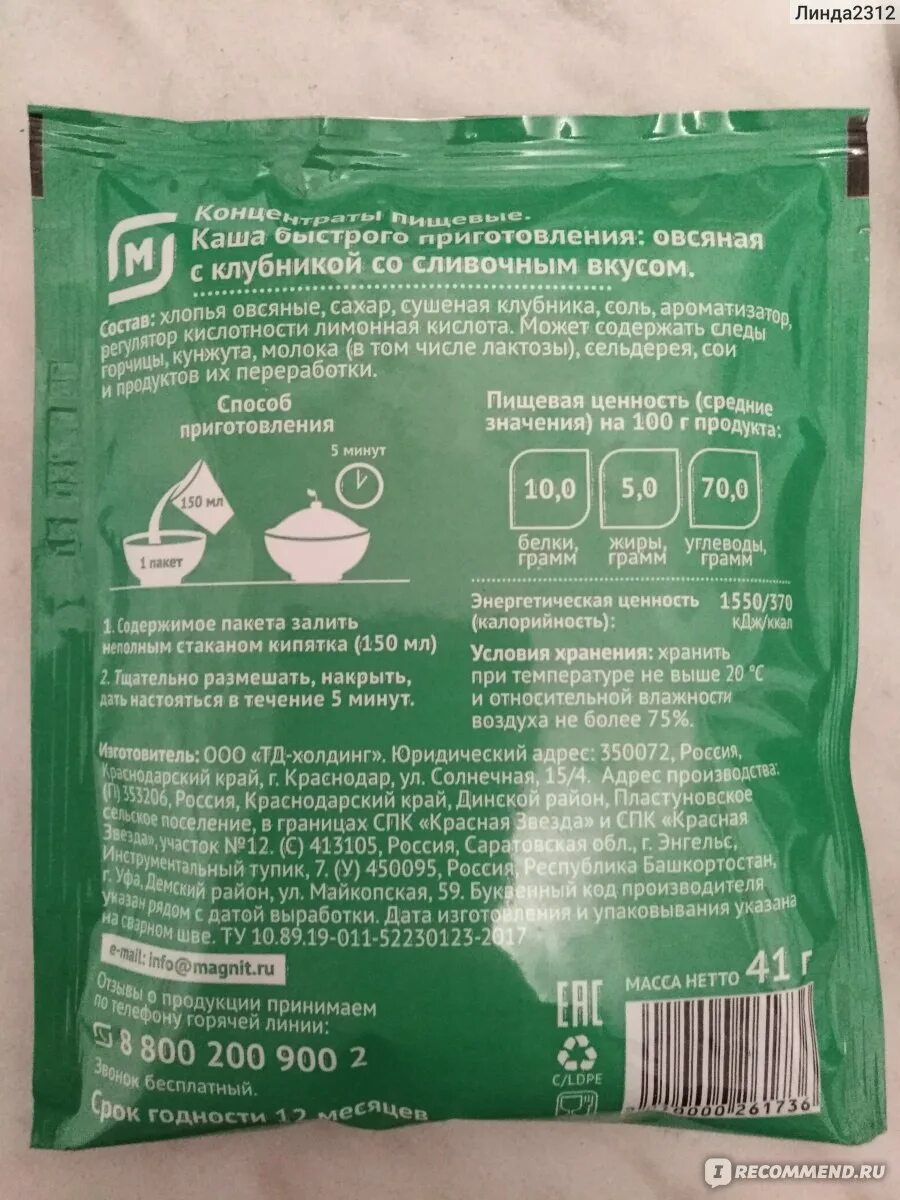 Линда2312
Концентраты пищевые.
Каша быстрого приготовления: овсяная
с клубникой со сливочным вкусом.
Состав: хлопья овсяные, сахар, сушеная клубника, соль, ароматизатор,
регулятор кислотности лимонная кислота. Может содержать следы
горчицы, кунжута, молока (в том числе лактозы), сельдерея, сои
и продуктов их переработки.
Способ
приготовления
5 минут
150 мл
1 пакет
1. Содержимое пакета залить
неполным стаканом кипятка (150 мл)
2. Тщательно размешать, накрыть,
дать настояться в течение 5 минут.
Пищевая ценность (средние
значения) на 100 г продукта:
10,0 5,0 70,0
белки, жиры, углеводы,
грамм грамм грамм
Энергетическая ценность 1550/370
(калорийность): кДж/ккал
Условия хранения: хранить
при температуре не выше 20 °C
и относительной влажности
воздуха не более 75%.
Изготовитель: ООО «ТД-холдинг». Юридический адрес: 350072, Россия,
Краснодарский край, г. Краснодар, ул. Солнечная, 15/4. Адрес производства:
(П) 353206, Россия, Краснодарский край, Динской район, Пластуновское
сельское поселение, в границах СПК «Красная Звезда» и СПК «Красная
Звезда», участок №12. (С) 413105, Россия, Саратовская обл., г. Энгельс,
Инструментальный тупик, 7. (У) 450095, Россия, Республика Башкортостан,
г. Уфа, Демский район, ул. Майкопская, 59. Буквенный код производителя
указан рядом с датой выработки. Дата изготовления и упаковывания указана
на сварном шве. ТУ 10.89.19-011-52230123-2017
e-mail: info@magnit.ru
Отзывы о продукции принимаем
по телефону горячей линии:
8 800 200 900 2
Звонок бесплатный.
Срок годности 12 месяцев
EAC
C/LDPE
МАССА НЕТТО 41 г
261736
IRECOMMEND.RU